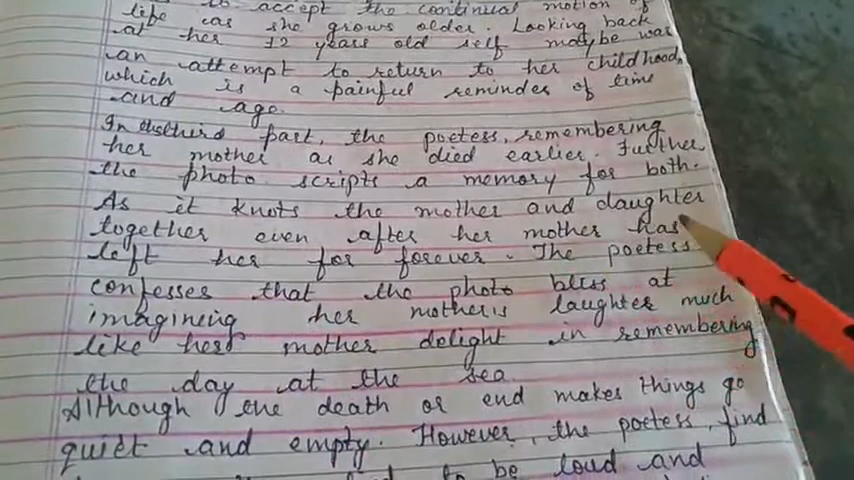 to accept the continual motion of
life as she grows older. Looking back
at her 12 years old self maybe was
an attempt to return to her childhood,
which is a painful reminder of time
and age.
In third part, the poetess, remembering
her mother as she died earlier. Further
the photo scripts a memory for both.
As it knots the mother and daughter
together even after her mother has
left her for forever. The poetess
confesses that the photo bliss at
imagining her mother's laughter much
like her mother delight in remembering
the day at the sea.
Although the death or end makes things go
quiet and empty. However, the poetess, find
to be loud and